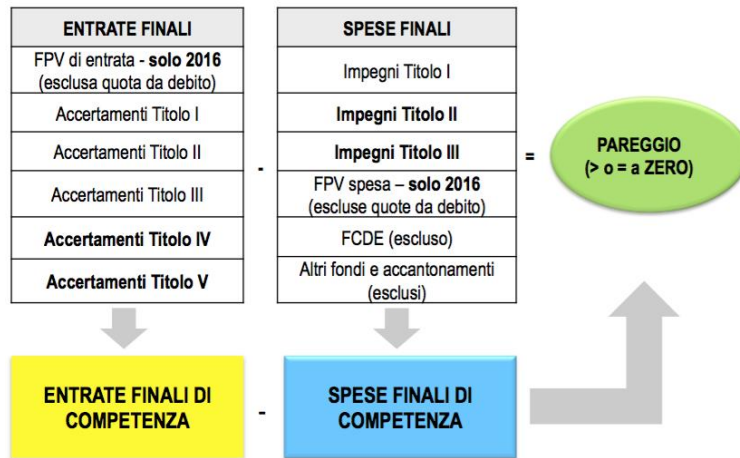 ENTRATE FINALI
FPV di entrata - solo 2016
(esclusa quota da debito)
Accertamenti Titolo I
Accertamenti Titolo II
Accertamenti Titolo III
Accertamenti Titolo IV
Accertamenti Titolo V
-
SPESE FINALI
Impegni Titolo I
Impegni Titolo II
Impegni Titolo III
FPV spesa – solo 2016
(escluse quote da debito)
FCDE (escluso)
Altri fondi e accantonamenti
(esclusi)
=
PAREGGIO
(> o = a ZERO)
ENTRATE FINALI DI
COMPETENZA
-
SPESE FINALI DI
COMPETENZA